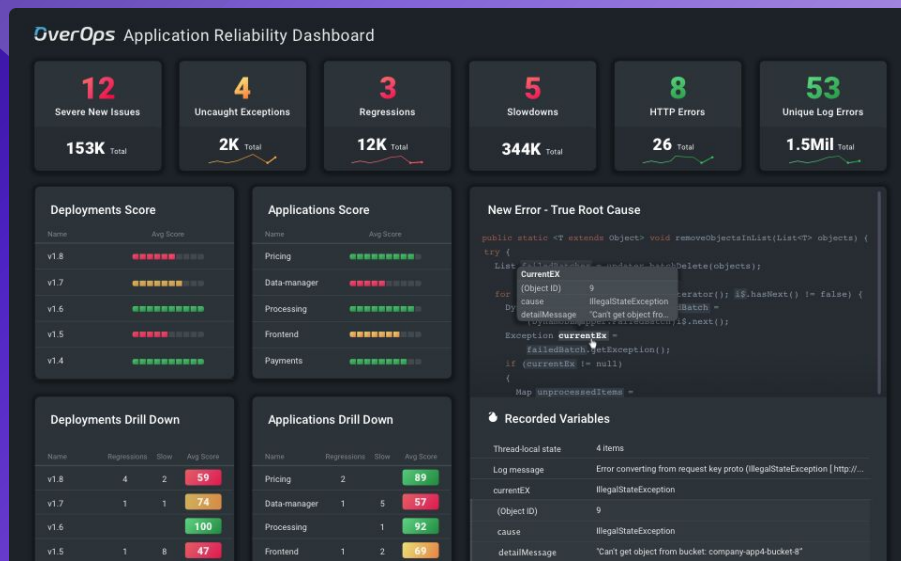 OverOps Application Reliability Dashboard
12
Severe New Issues
153K Total
4
Uncaught Exceptions
2K Total
3
Regressions
12K Total
5
Slowdowns
344K Total
8
HTTP Errors
26 Total
53
Unique Log Errors
1.5Mil Total
Deployments Score
Name Avg Score
v1.8
v1.7
v1.6
v1.5
v1.4
Applications Score
Name Avg Score
Pricing
Data-manager
Processing
Frontend
Payments
New Error - True Root Cause
public static <T extends Object> void removeObjectsInList(List<T> objects) {
try {
List Delete(objects);
CurrentEX
(Object ID) 9
cause IllegalStateException
detailMessage "Can't get object fro...
for terator(); i$.hasNext() != false) {
Dy dBatch =
i$.next();
Exception currentEx =
failedBatch.getException();
if (currentEx != null)
{
Map unprocessedItems =
Deployments Drill Down
Name Regressions Slow Avg Score
v1.8 4 2 59
v1.7 1 1 74
v1.6 100
v1.5 1 8 47
Applications Drill Down
Name Regressions Slow Avg Score
Pricing 2 89
Data-manager 1 5 57
Processing 1 92
Frontend 1 2 69
Recorded Variables
Thread-local state 4 items
Log message Error converting from request key proto (IllegalStateException [ http://...
currentEX IllegalStateException
(Object ID) 9
cause IllegalStateException
detailMessage "Can't get object from bucket: company-app4-bucket-8"